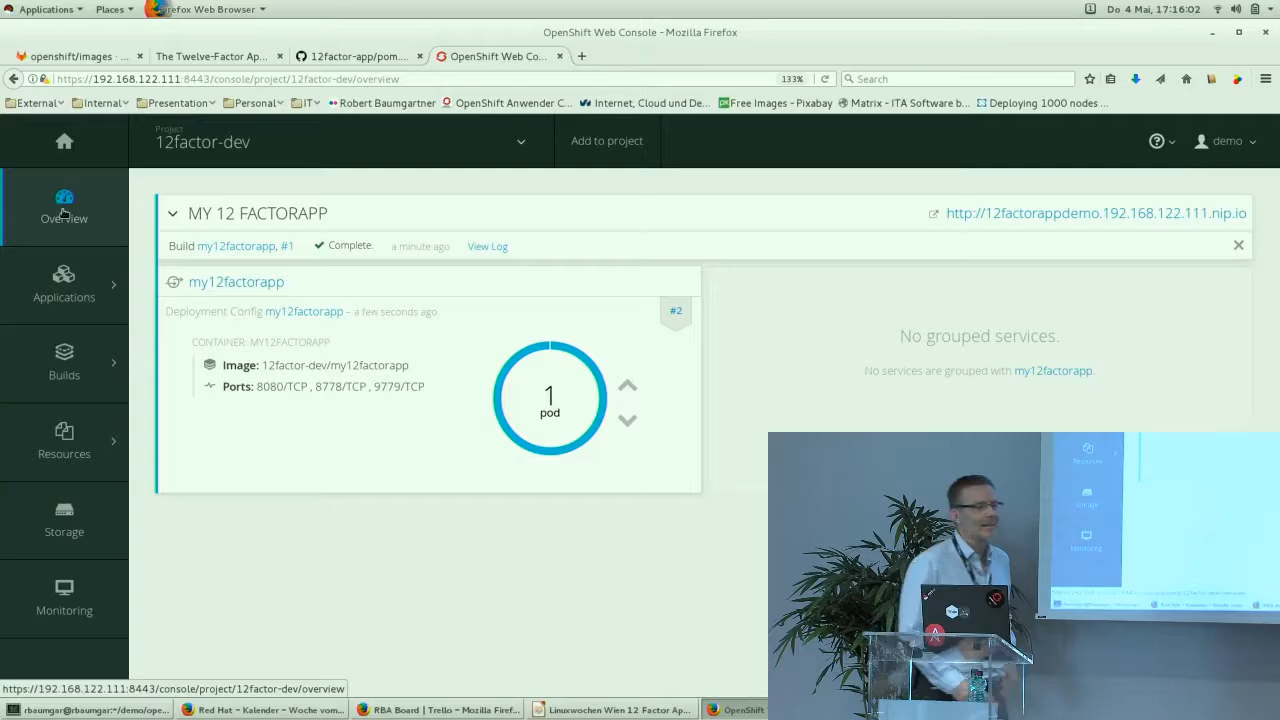 Applications Places Firefox Web Browser 1 Do 4 Mai, 17:16:02
OpenShift Web Console - Mozilla Firefox
openshift/images · ... × The Twelve-Factor Ap... × 12factor-app/pom.... × OpenShift Web Co... × +
https://192.168.122.111:8443/console/project/12factor-dev/overview 133% Search
External Internal Presentation Personal IT Robert Baumgartner OpenShift Anwender C... Internet, Cloud und De... Free Images - Pixabay Matrix - ITA Software b... Deploying 1000 nodes ...
Project
12factor-dev Add to project ? demo
Overview
Applications
Builds
Resources
Storage
Monitoring
MY 12 FACTORAPP http://12factorappdemo.192.168.122.111.nip.io
Build my12factorapp, #1 Complete. a minute ago View Log ×
my12factorapp
Deployment Config my12factorapp – a few seconds ago #2
CONTAINER: MY12FACTORAPP
Image: 12factor-dev/my12factorapp
Ports: 8080/TCP , 8778/TCP , 9779/TCP
1
pod
No grouped services.
No services are grouped with my12factorapp.
Resources
Storage
Monitoring
https://192.168.122.111:8443/console/project/12factor-dev/overview
rbaumgar@rbaumgar:~/demo/ope... Red Hat – Kalender – Woche vom... RBA Board | Trello – Mozilla Firef... Linuxwochen Wien 12 Factor Ap... OpenShift